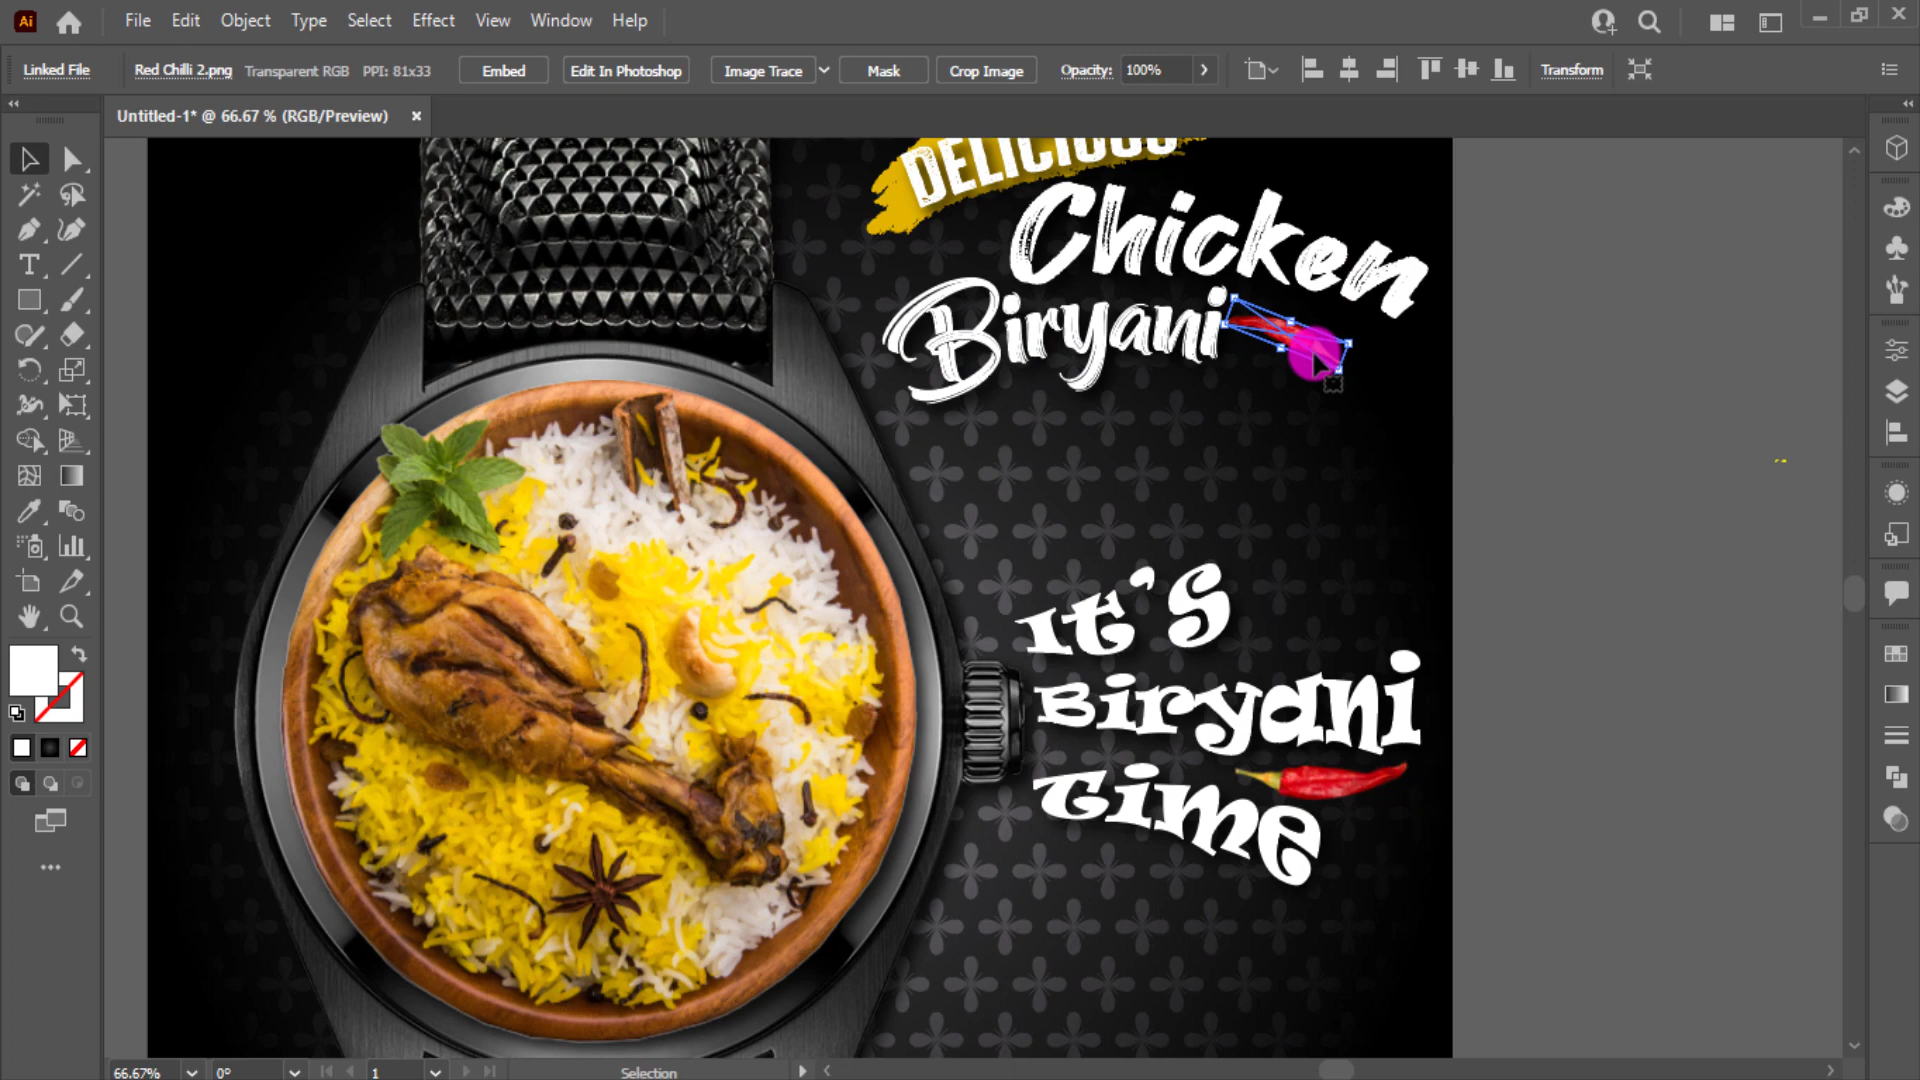 Ai File Edit Object Type Select Effect View Window Help
Linked File Red Chilli 2.png Transparent RGB PPI: 81x33 Embed Edit In Photoshop Image Trace Mask Crop Image Opacity: 100% Transform
Untitled-1* @ 66.67 % (RGB/Preview)
DELICIOUS
Chicken
Biryani
It's
Biryani
Time
66.67% 0° 1 Selection